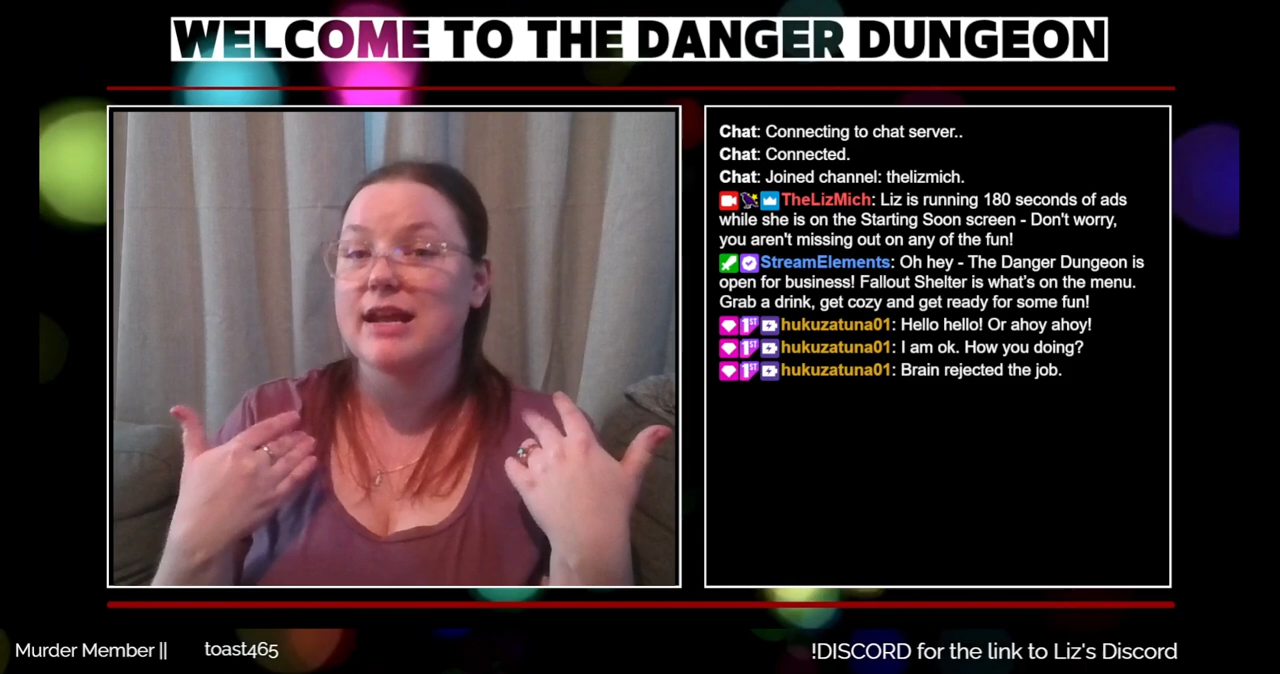 WELCOME TO THE DANGER DUNGEON
Chat: Connecting to chat server..
Chat: Connected.
Chat: Joined channel: thelizmich.
TheLizMich: Liz is running 180 seconds of ads
while she is on the Starting Soon screen - Don't worry,
you aren't missing out on any of the fun!
StreamElements: Oh hey - The Danger Dungeon is
open for business! Fallout Shelter is what's on the menu.
Grab a drink, get cozy and get ready for some fun!
1ST hukuzatuna01: Hello hello! Or ahoy ahoy!
1ST hukuzatuna01: I am ok. How you doing?
1ST hukuzatuna01: Brain rejected the job.
Murder Member || toast465
!DISCORD for the link to Liz's Discord